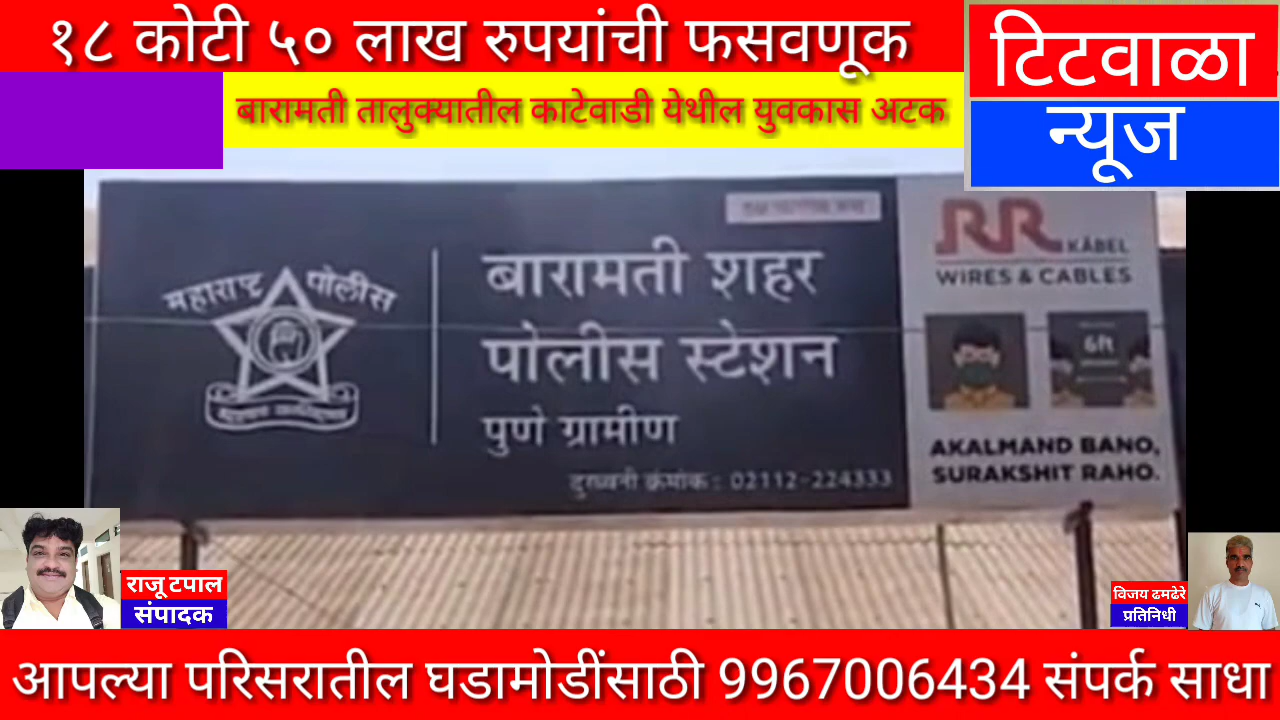 १८ कोटी ५० लाख रुपयांची फसवणूक
टिटवाळा
न्यूज
बारामती तालुक्यातील काटेवाडी येथील युवकास अटक
महाराष्ट्र पोलीस
बारामती शहर
पोलीस स्टेशन
पुणे ग्रामीण
दुरध्वनी क्रंमांक : 02112-224333
RR KABEL
WIRES & CABLES
6ft
AKALMAND BANO,
SURAKSHIT RAHO.
राजू टपाल
संपादक
विजय ढमढेरे
प्रतिनिधी
आपल्या परिसरातील घडामोडींसाठी 9967006434 संपर्क साधा